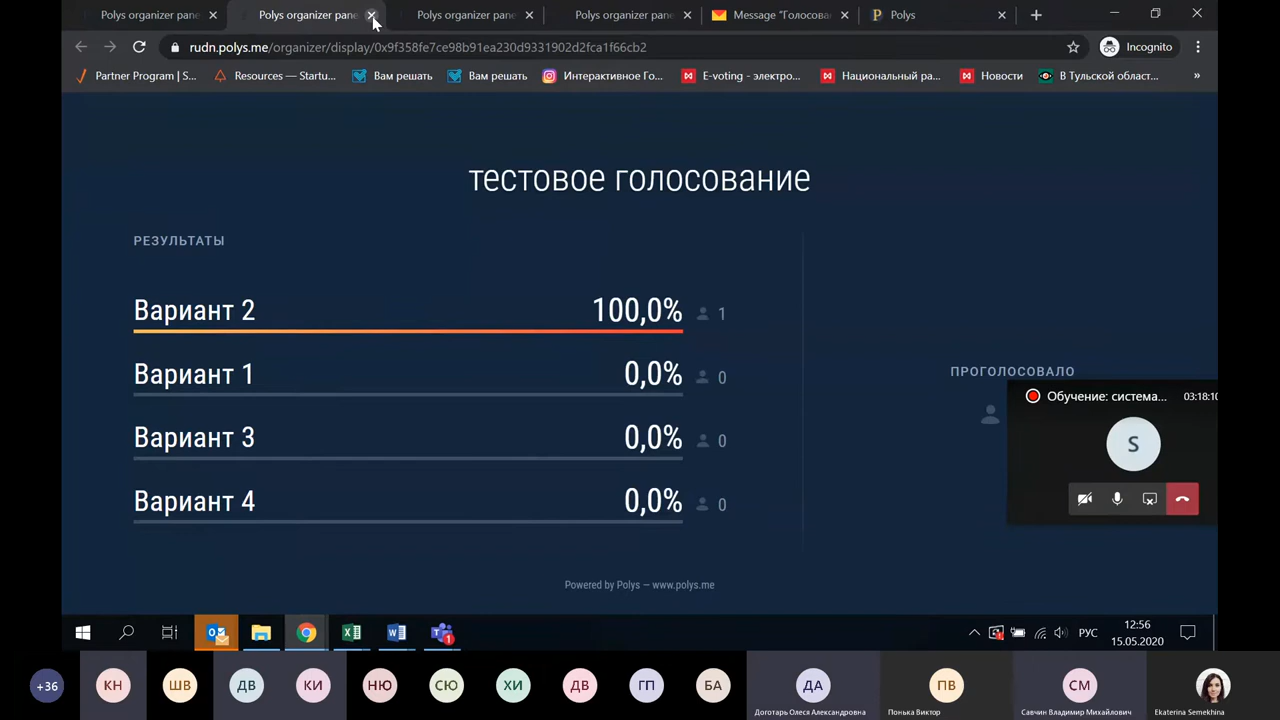 Polys organizer pane
Polys organizer pane
Polys organizer pane
Polys organizer pane
Message "Голосова
Polys
rudn.polys.me/organizer/display/0x9f358fe7ce98b91ea230d9331902d2fca1f66cb2
Incognito
Partner Program | S...
Resources — Startu...
Вам решать
Вам решать
Интерактивное Го...
E-voting - электро...
Национальный ра...
Новости
В Тульской област...
»
тестовое голосование
РЕЗУЛЬТАТЫ
Вариант 2 100,0% 1
Вариант 1 0,0% 0
Вариант 3 0,0% 0
Вариант 4 0,0% 0
ПРОГОЛОСОВАЛО
Обучение: система... 03:18:10
S
Powered by Polys — www.polys.me
РУС
12:56
15.05.2020
+36
КН
ШВ
ДВ
КИ
НЮ
СЮ
ХИ
ДВ
ГП
БА
ДА
ПВ
СМ
Доготарь Олеся Александровна
Понька Виктор
Савчин Владимир Михайлович
Ekaterina Semekhina